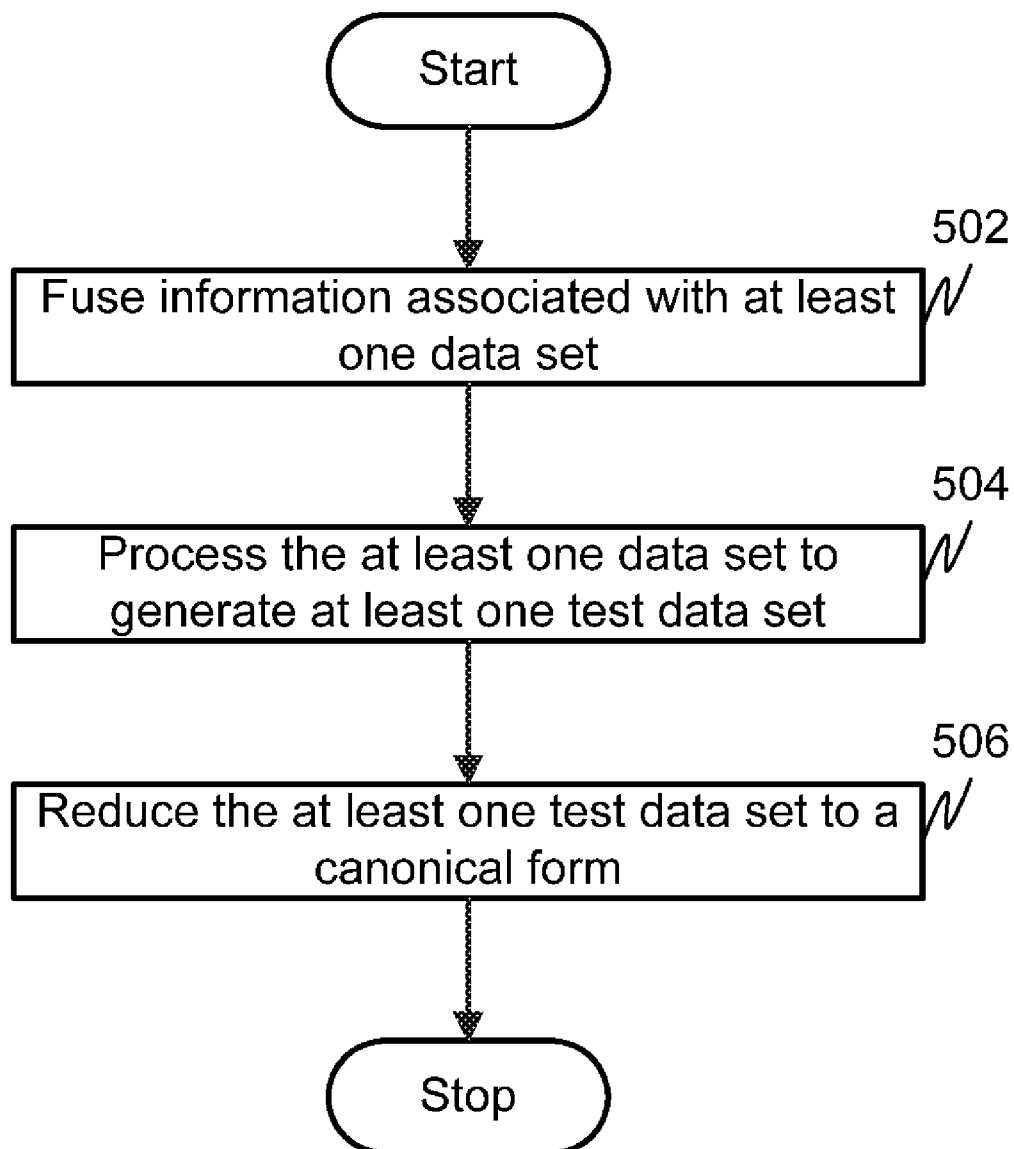 Start
502
Fuse information associated with at least
one data set
504
Process the at least one data set to
generate at least one test data set
506
Reduce the at least one test data set to a
canonical form
Stop